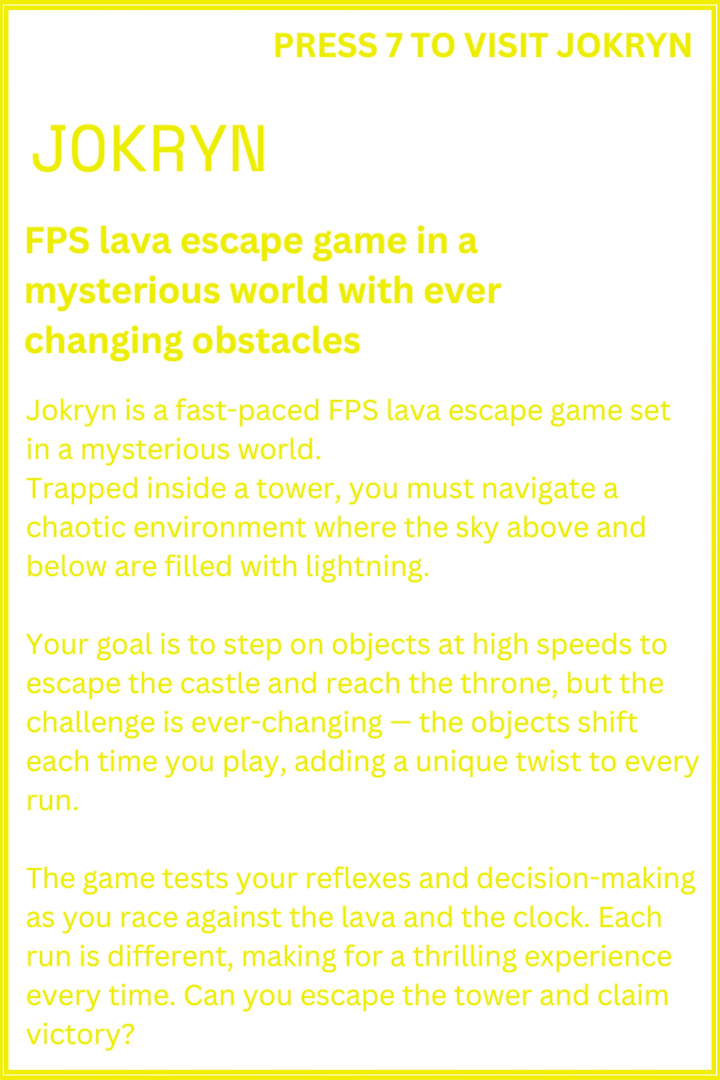 PRESS 7 TO VISIT JOKRYN
JOKRYN
FPS lava escape game in a
mysterious world with ever
changing obstacles
Jokryn is a fast-paced FPS lava escape game set
in a mysterious world.
Trapped inside a tower, you must navigate a
chaotic environment where the sky above and
below are filled with lightning.
Your goal is to step on objects at high speeds to
escape the castle and reach the throne, but the
challenge is ever-changing — the objects shift
each time you play, adding a unique twist to every
run.
The game tests your reflexes and decision-making
as you race against the lava and the clock. Each
run is different, making for a thrilling experience
every time. Can you escape the tower and claim
victory?